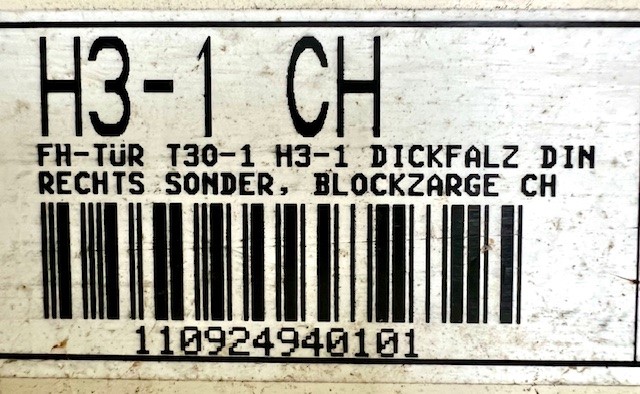 H3-1 CH
FH-TÜR T30-1 H3-1 DICKFALZ DIN
RECHTS SONDER, BLOCKZARGE CH
110924940101